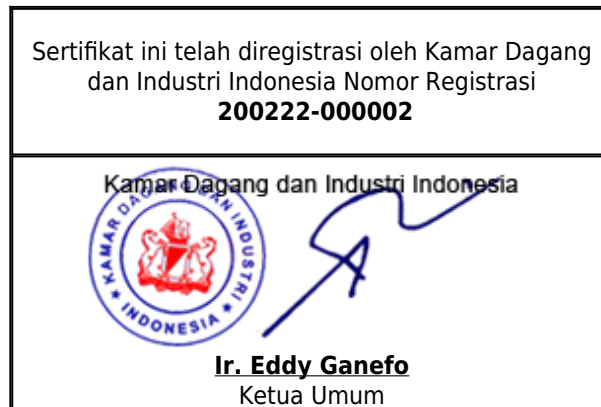 Sertifikat ini telah diregistrasi oleh Kamar Dagang
dan Industri Indonesia Nomor Registrasi
200222-000002
Kamar Dagang dan Industri Indonesia
KAMAR DAGANG DAN INDUSTRI
INDONESIA
Ir. Eddy Ganefo
Ketua Umum